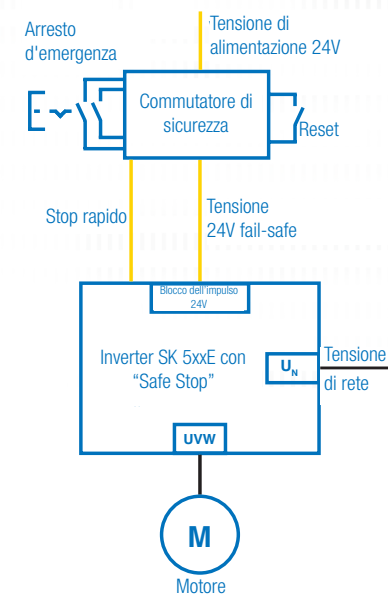 Arresto
d'emergenza
Tensione di
alimentazione 24V
Commutatore di
sicurezza
Reset
Stop rapido
Tensione
24V fail-safe
Blocco dell'impulso
24V
Inverter SK 5xxE con
“Safe Stop”
UN
Tensione
di rete
UVW
M
Motore